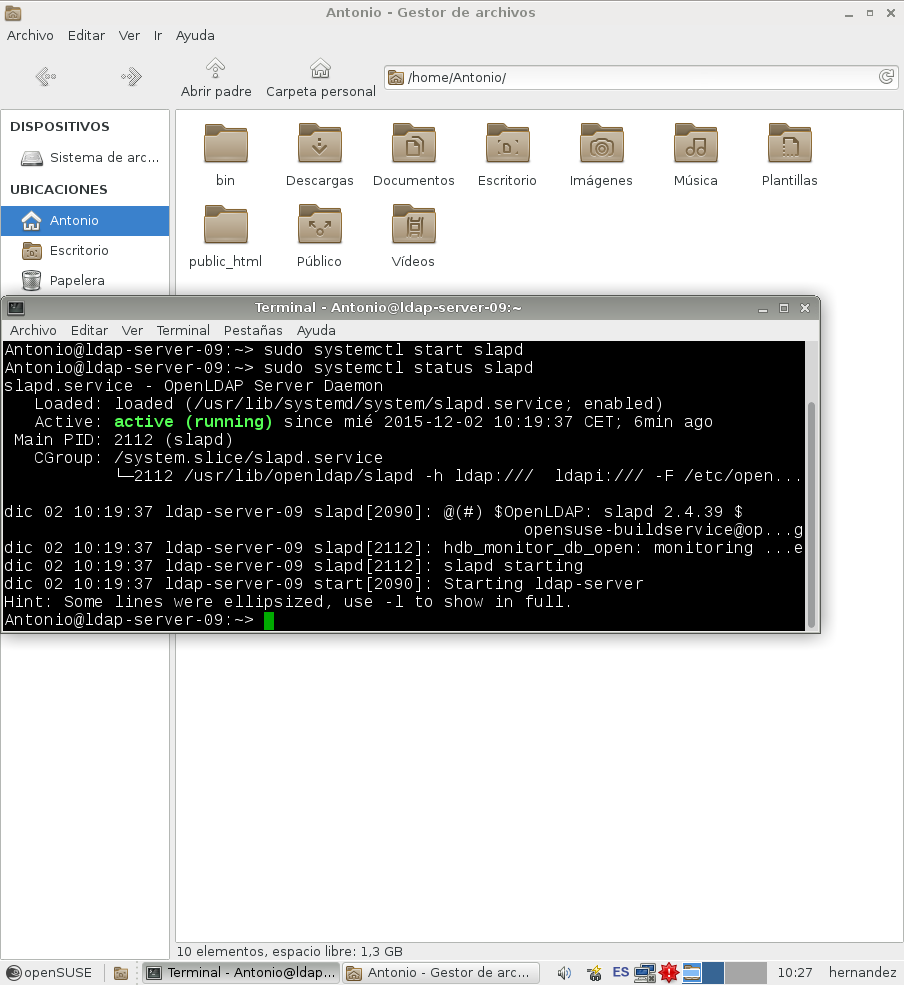 Antonio - Gestor de archivos
Archivo Editar Ver Ir Ayuda
Abrir padre Carpeta personal /home/Antonio/
DISPOSITIVOS
Sistema de arc...
UBICACIONES
Antonio
Escritorio
Papelera
bin Descargas Documentos Escritorio Imágenes Música Plantillas
public_html Público Vídeos
Terminal - Antonio@ldap-server-09:~
Archivo Editar Ver Terminal Pestañas Ayuda
Antonio@ldap-server-09:~> sudo systemctl start slapd
Antonio@ldap-server-09:~> sudo systemctl status slapd
slapd.service - OpenLDAP Server Daemon
Loaded: loaded (/usr/lib/systemd/system/slapd.service; enabled)
Active: active (running) since mié 2015-12-02 10:19:37 CET; 6min ago
Main PID: 2112 (slapd)
CGroup: /system.slice/slapd.service
└─2112 /usr/lib/openldap/slapd -h ldap:///  ldapi:/// -F /etc/open...
dic 02 10:19:37 ldap-server-09 slapd[2090]: @(#) $OpenLDAP: slapd 2.4.39 $
opensuse-buildservice@op...g
dic 02 10:19:37 ldap-server-09 slapd[2112]: hdb_monitor_db_open: monitoring ...e
dic 02 10:19:37 ldap-server-09 slapd[2112]: slapd starting
dic 02 10:19:37 ldap-server-09 start[2090]: Starting ldap-server
Hint: Some lines were ellipsized, use -l to show in full.
Antonio@ldap-server-09:~>
10 elementos, espacio libre: 1,3 GB
openSUSE Terminal - Antonio@ldap... Antonio - Gestor de arc... ES 10:27 hernandez